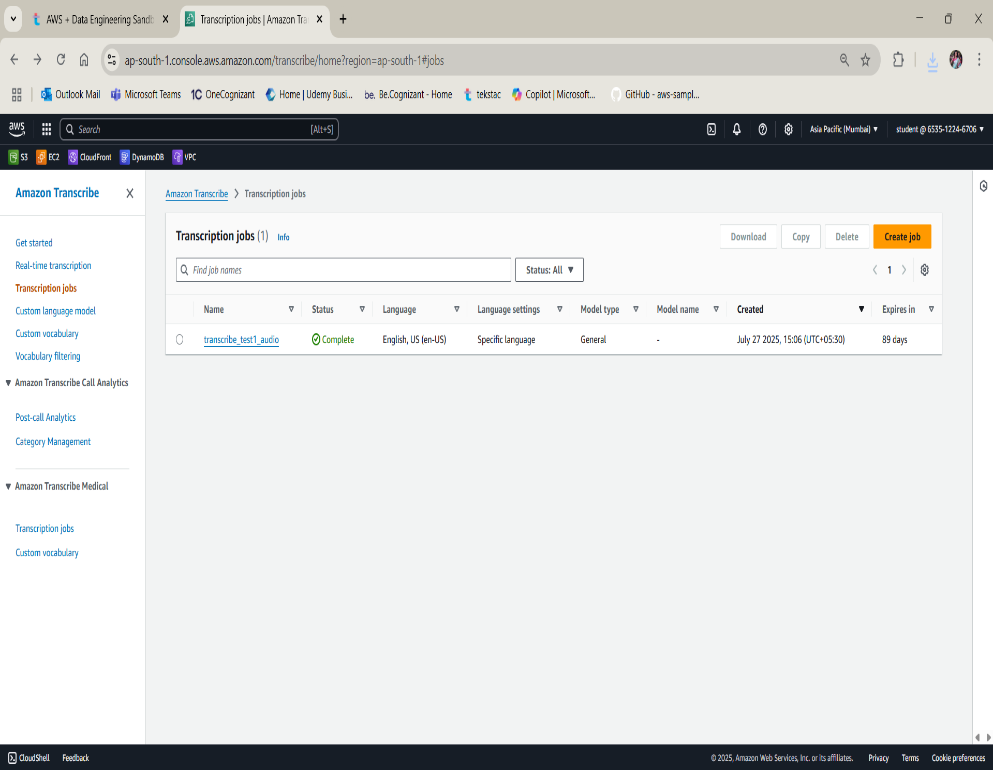 AWS + Data Engineering Sandb
Transcription jobs | Amazon Tra
ap-south-1.console.aws.amazon.com/transcribe/home?region=ap-south-1#jobs
Outlook Mail Microsoft Teams 1C OneCognizant Home | Udemy Busi... be. Be.Cognizant - Home tekstac Copilot | Microsoft... GitHub - aws-sampl...
aws Search [Alt+S] Asia Pacific (Mumbai) student @ 6535-1224-6706
S3 EC2 CloudFront DynamoDB VPC
Amazon Transcribe
Get started
Real-time transcription
Transcription jobs
Custom language model
Custom vocabulary
Vocabulary filtering
Amazon Transcribe Call Analytics
Post-call Analytics
Category Management
Amazon Transcribe Medical
Transcription jobs
Custom vocabulary
Amazon Transcribe > Transcription jobs
Transcription jobs (1) Info
Download Copy Delete Create job
Find job names Status: All 1
Name Status Language Language settings Model type Model name Created Expires in
transcribe_test1_audio Complete English, US (en-US) Specific language General - July 27 2025, 15:06 (UTC+05:30) 89 days
CloudShell Feedback © 2025, Amazon Web Services, Inc. or its affiliates. Privacy Terms Cookie preferences